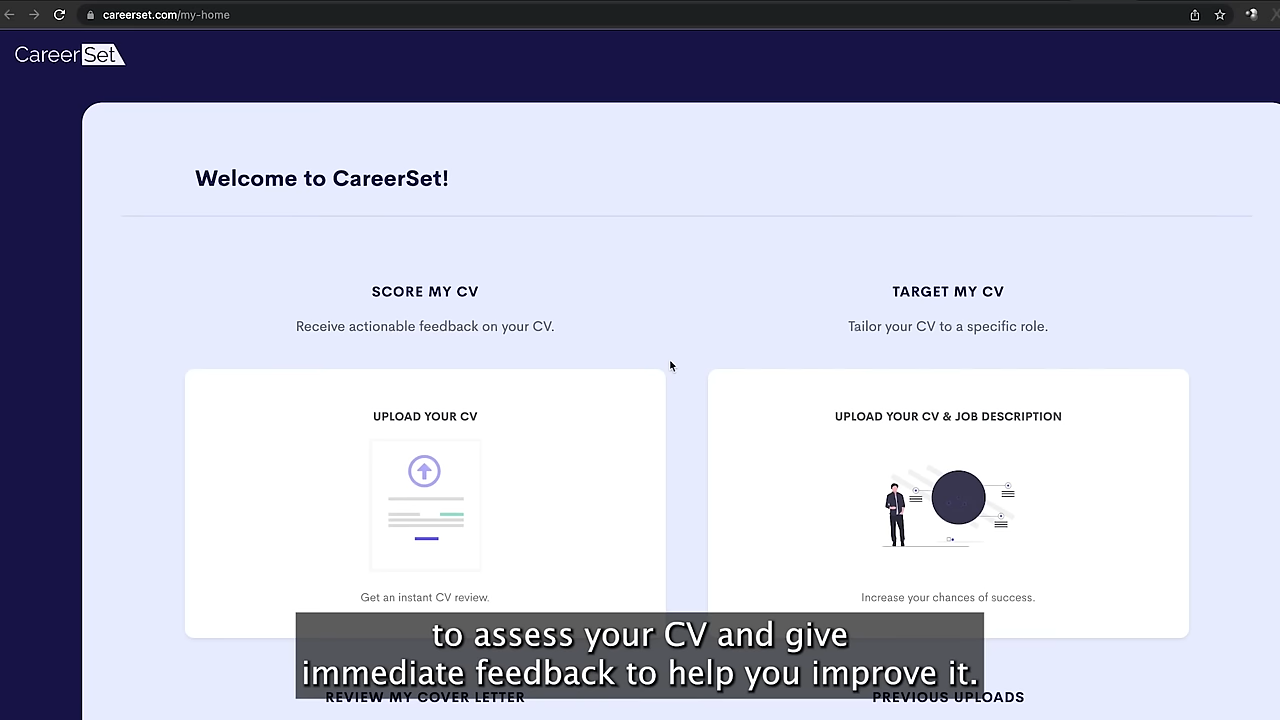 careerset.com/my-home
CareerSet
Welcome to CareerSet!
SCORE MY CV
Receive actionable feedback on your CV.
UPLOAD YOUR CV
Get an instant CV review.
TARGET MY CV
Tailor your CV to a specific role.
UPLOAD YOUR CV & JOB DESCRIPTION
Increase your chances of success.
to assess your CV and give
immediate feedback to help you improve it.
REVIEW MY COVER LETTER
PREVIOUS UPLOADS